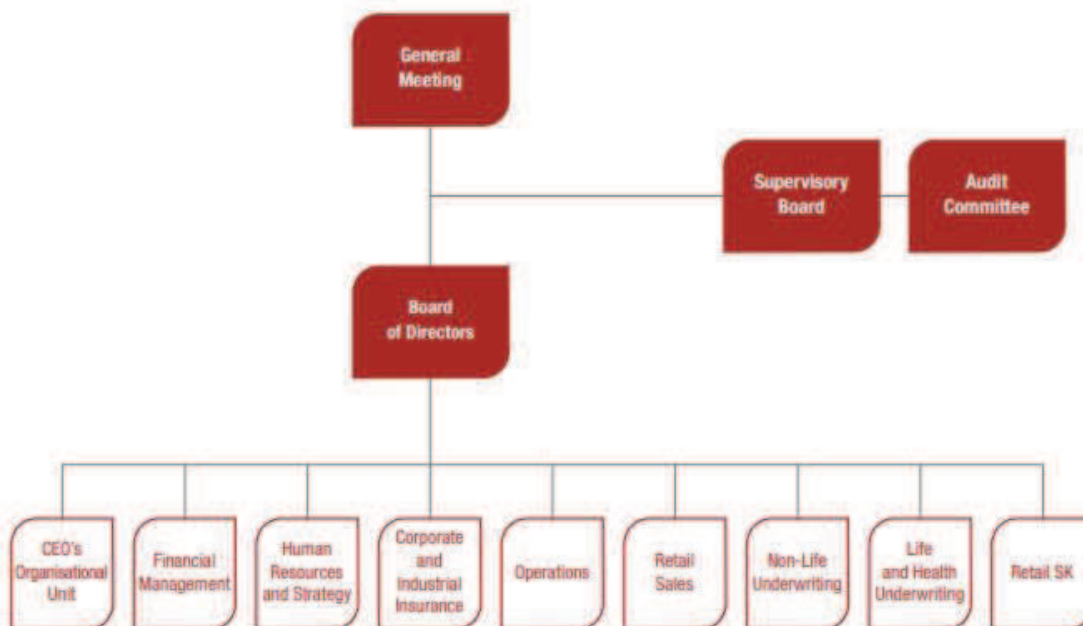 General
Meeting
Supervisory
Board
Audit
Committee
Board
of Directors
CEO's
Organisational
Unit
Financial
Management
Human
Resources
and Strategy
Corporate
and
Industrial
Insurance
Operations
Retail
Sales
Non-Life
Underwriting
Life
and Health
Underwriting
Retail SK